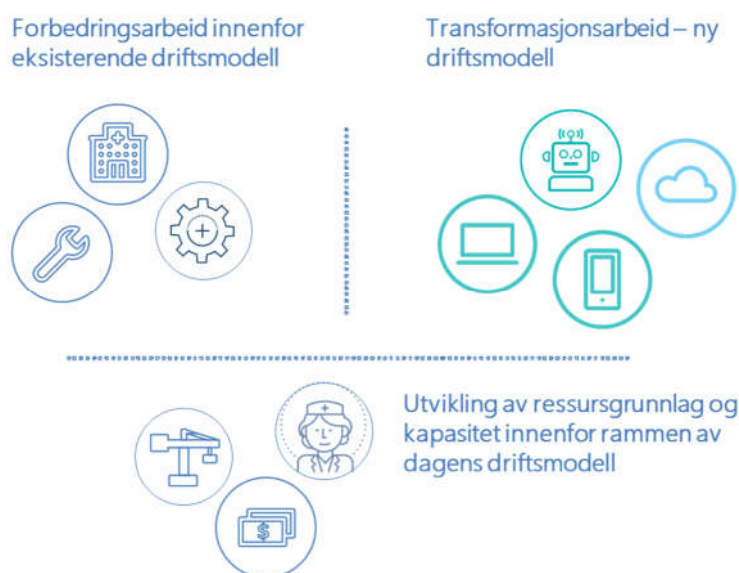 Forbedringsarbeid innenfor
eksisterende driftsmodell
Transformasjonsarbeid – ny
driftsmodell
Utvikling av ressursgrunnlag og
kapasitet innenfor rammen av
dagens driftsmodell
$